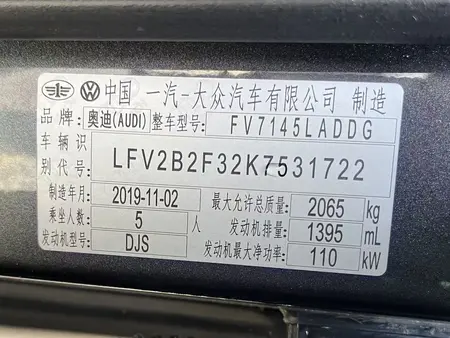 中国 一汽-大众汽车有限公司 制造
品牌: 奥迪(AUDI) 整车型号: FV7145LADDG
车辆识别代号: LFV2B2F32K7531722
制造年月: 2019-11-02 最大允许总质量: 2065 kg
乘坐人数: 5 人 发动机排量: 1395 mL
发动机型号: DJS 发动机最大净功率: 110 kW